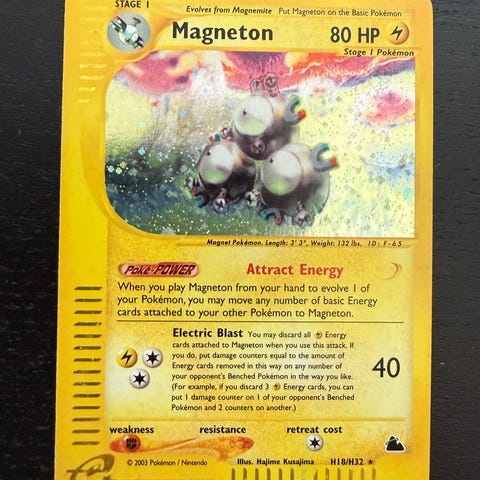 STAGE 1
Evolves from Magnemite Put Magneton on the Basic Pokémon
Magneton 80 HP
Stage 1 Pokémon
Magnet Pokémon. Length: 3' 3", Weight: 132 lbs. ID: F-65
Poké-POWER Attract Energy
When you play Magneton from your hand to evolve 1 of
your Pokémon, you may move any number of basic Energy
cards attached to your other Pokémon to Magneton.
Electric Blast You may discard all Energy
cards attached to Magneton when you use this attack. If
you do, put damage counters equal to the amount of
Energy cards removed in this way on any number of
your opponent's Benched Pokémon in the way you like.
(For example, if you discard 3 Energy cards, you can
put 1 damage counter on 1 of your opponent's Benched
Pokémon and 2 counters on another.)
40
weakness resistance retreat cost
© 2003 Pokémon / Nintendo Illus. Hajime Kusajima H18/H32 ★